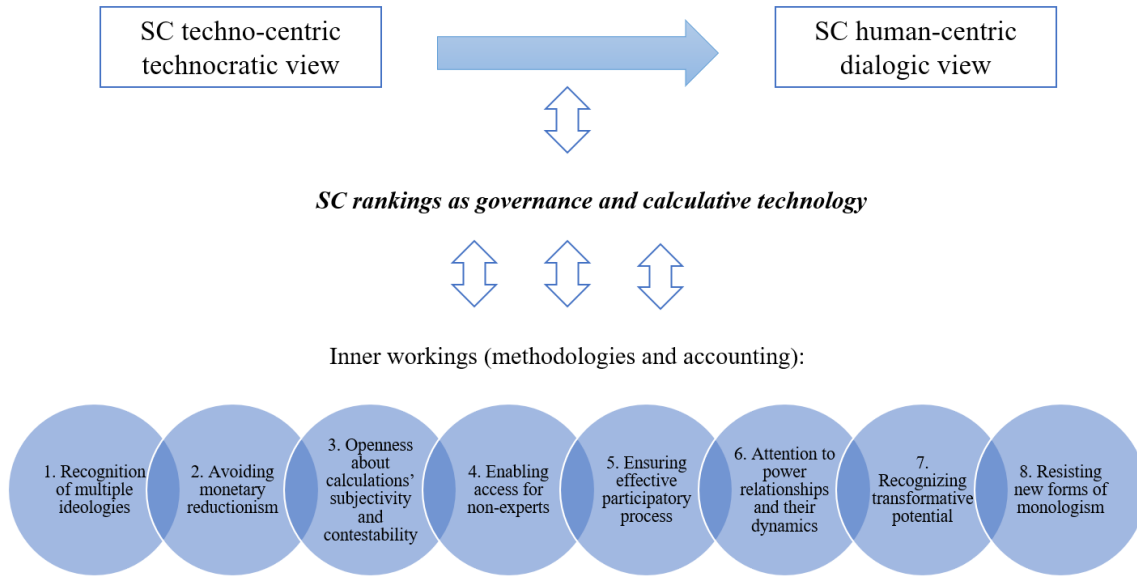 SC techno-centric
technocratic view
SC human-centric
dialogic view
SC rankings as governance and calculative technology
Inner workings (methodologies and accounting):
1. Recognition
of multiple
ideologies
2. Avoiding
monetary
reductionism
3. Openness
about
calculations’
subjectivity
and
contestability
4. Enabling
access for
non-experts
5. Ensuring
effective
participatory
process
6. Attention to
power
relationships
and their
dynamics
7.
Recognizing
transformative
potential
8. Resisting
new forms of
monologism